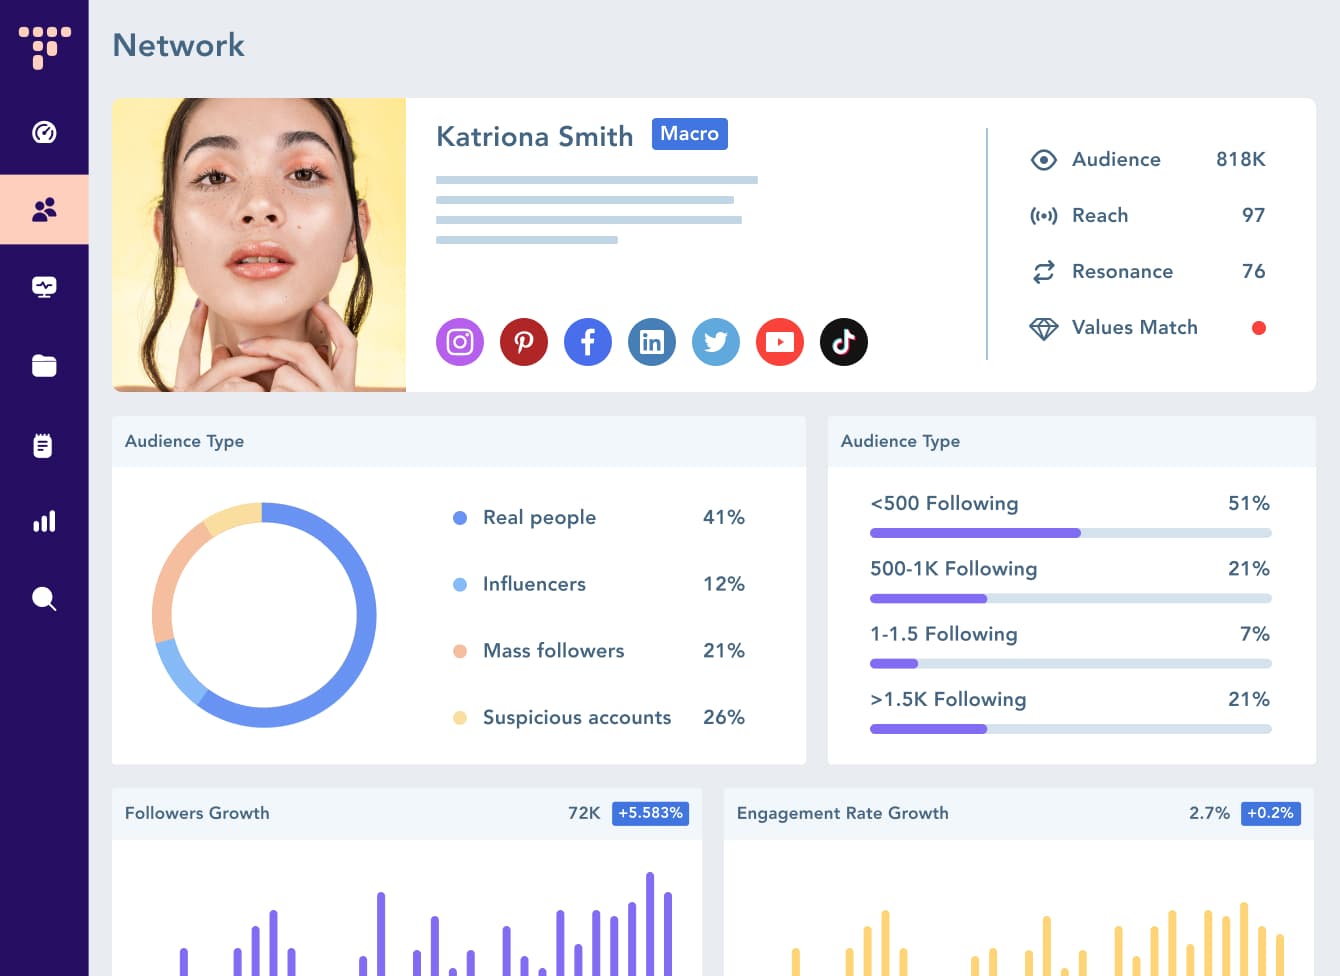 Network
Katriona Smith Macro
Audience 818K
Reach 97
Resonance 76
Values Match
Audience Type
Real people 41%
Influencers 12%
Mass followers 21%
Suspicious accounts 26%
Audience Type
<500 Following 51%
500-1K Following 21%
1-1.5 Following 7%
>1.5K Following 21%
Followers Growth 72K +5.583%
Engagement Rate Growth 2.7% +0.2%